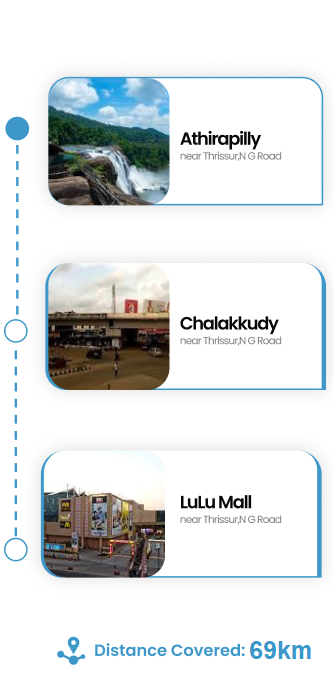 Athirapilly
near Thrissur,N G Road
Chalakkudy
near Thrissur,N G Road
LuLu Mall
near Thrissur,N G Road
Distance Covered: 69km